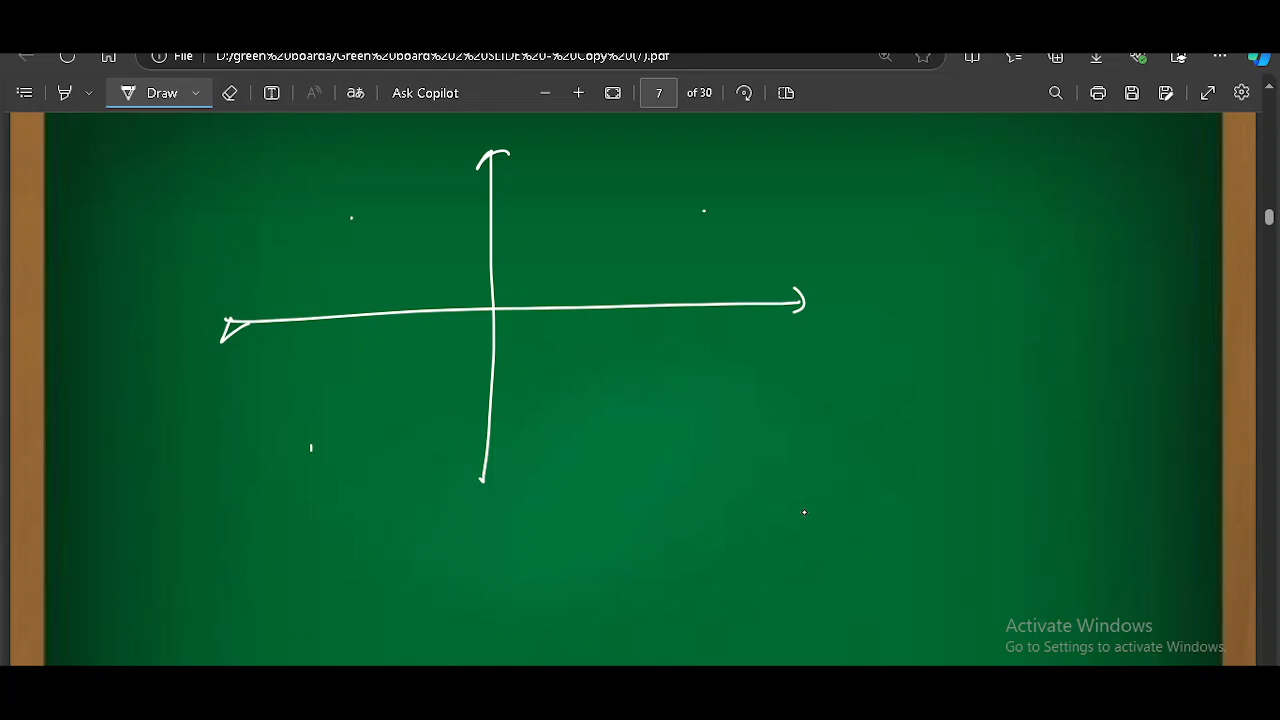 File D:/green%20boarda/Green%20board%202%20SLIDE%20-%20Copy%20(7).pdf
Draw Ask Copilot 7 of 30
Activate Windows
Go to Settings to activate Windows.